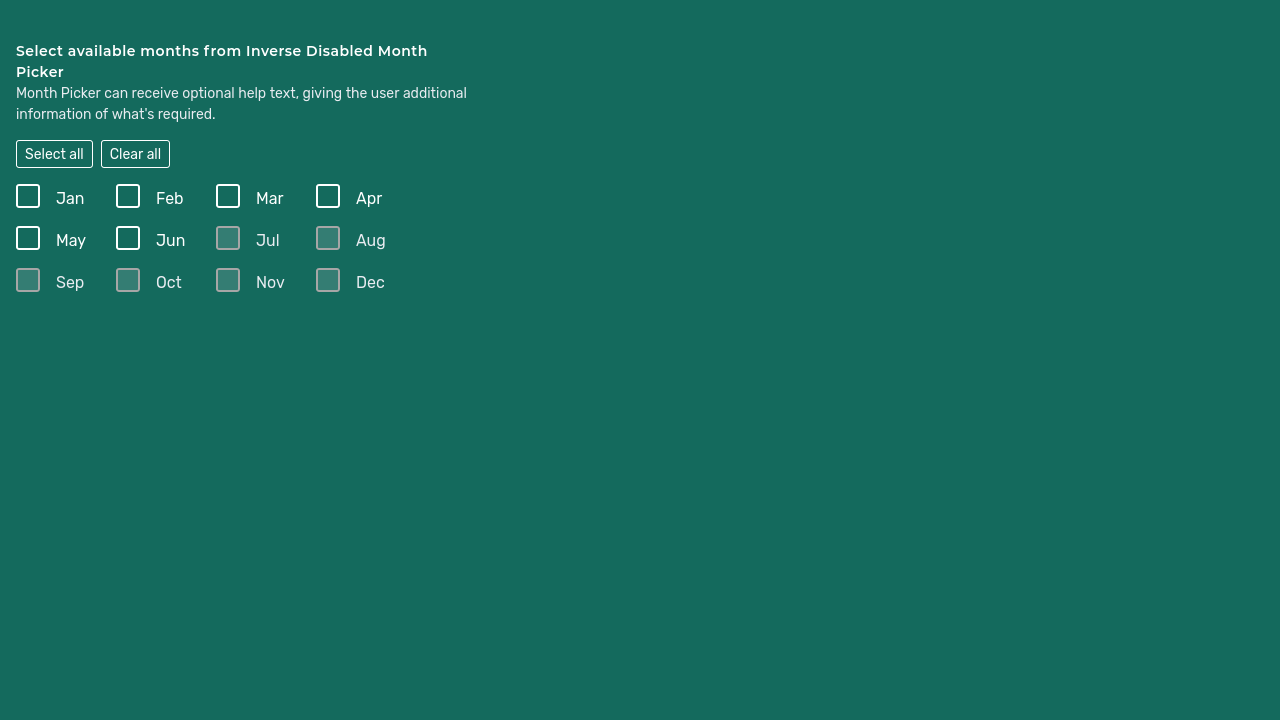 Select available months from Inverse Disabled Month
Picker
Month Picker can receive optional help text, giving the user additional
information of what's required.
Select all Clear all
Jan Feb Mar Apr
May Jun Jul Aug
Sep Oct Nov Dec